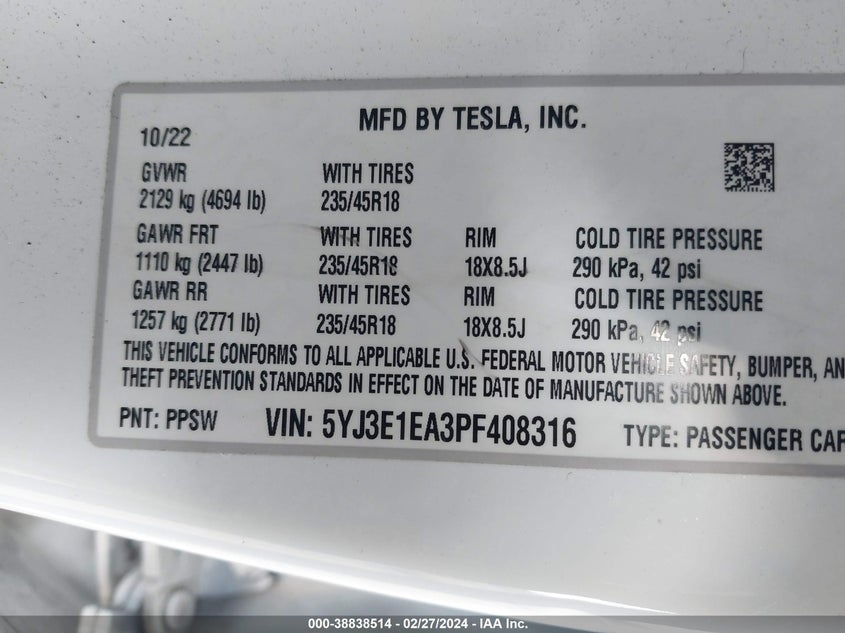 MFD BY TESLA, INC.
10/22
GVWR WITH TIRES
2129 kg (4694 lb) 235/45R18
GAWR FRT WITH TIRES RIM COLD TIRE PRESSURE
1110 kg (2447 lb) 235/45R18 18X8.5J 290 kPa, 42 psi
GAWR RR WITH TIRES RIM COLD TIRE PRESSURE
1257 kg (2771 lb) 235/45R18 18X8.5J 290 kPa, 42 psi
THIS VEHICLE CONFORMS TO ALL APPLICABLE U.S. FEDERAL MOTOR VEHICLE SAFETY, BUMPER, AN
THEFT PREVENTION STANDARDS IN EFFECT ON THE DATE OF MANUFACTURE SHOWN ABOVE.
PNT: PPSW VIN: 5YJ3E1EA3PF408316 TYPE: PASSENGER CAR
000-38838514 - 02/27/2024 - IAA Inc.